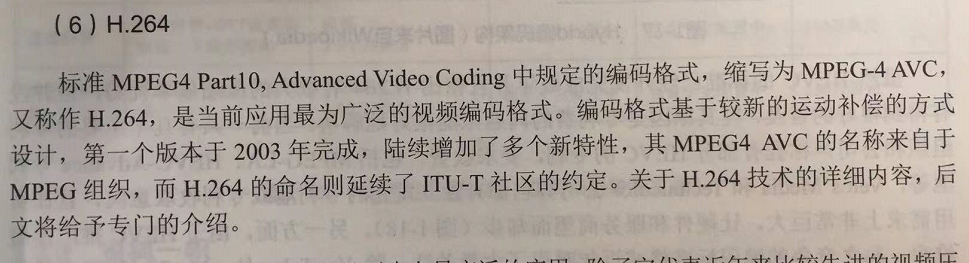 （6）H.264
标准 MPEG4 Part10, Advanced Video Coding 中规定的编码格式，缩写为 MPEG-4 AVC，
又称作 H.264，是当前应用最为广泛的视频编码格式。编码格式基于较新的运动补偿的方式
设计，第一个版本于 2003 年完成，陆续增加了多个新特性，其 MPEG4 AVC 的名称来自于
MPEG 组织，而 H.264 的命名则延续了 ITU-T 社区的约定。关于 H.264 技术的详细内容，后
文将给予专门的介绍。